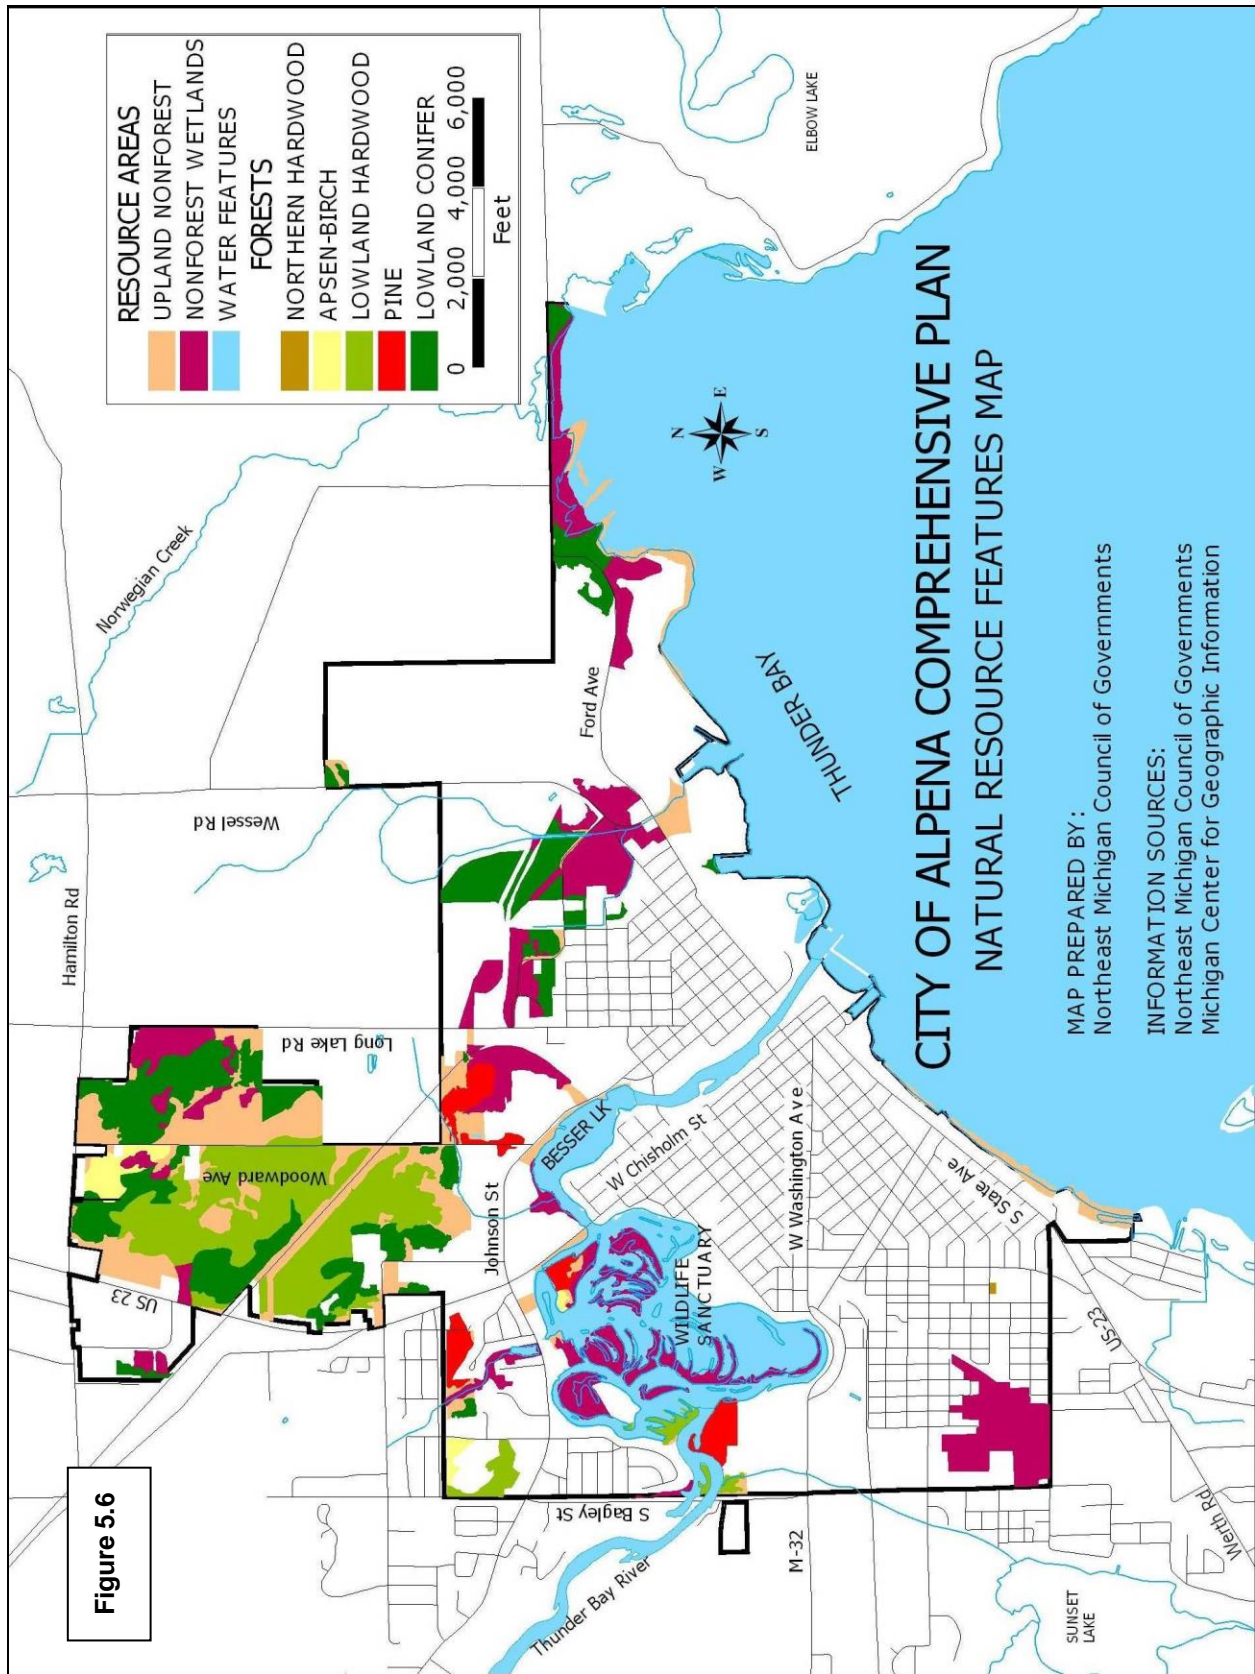 Figure 5.6
RESOURCE AREAS
UPLAND NONFOREST
NONFOREST WETLANDS
WATER FEATURES
FORESTS
NORTHERN HARDWOOD
APSEN-BIRCH
LOWLAND HARDWOOD
PINE
LOWLAND CONIFER
0 2,000 4,000 6,000
Feet
Hamilton Rd
Norwegian Creek
Wessel Rd
Long Lake Rd
Woodward Ave
US 23
Johnson St
Ford Ave
BESSER LK
W Chisholm St
WILDLIFE
SANCTUARY
W Washington Ave
S State Ave
S Bagley St
Thunder Bay River
M-32
US-23
Werth Rd
SUNSET
LAKE
ELBOW LAKE
THUNDER BAY
N
W E
S
CITY OF ALPENA COMPREHENSIVE PLAN
NATURAL RESOURCE FEATURES MAP
MAP PREPARED BY:
Northeast Michigan Council of Governments
INFORMATION SOURCES:
Northeast Michigan Council of Governments
Michigan Center for Geographic Information